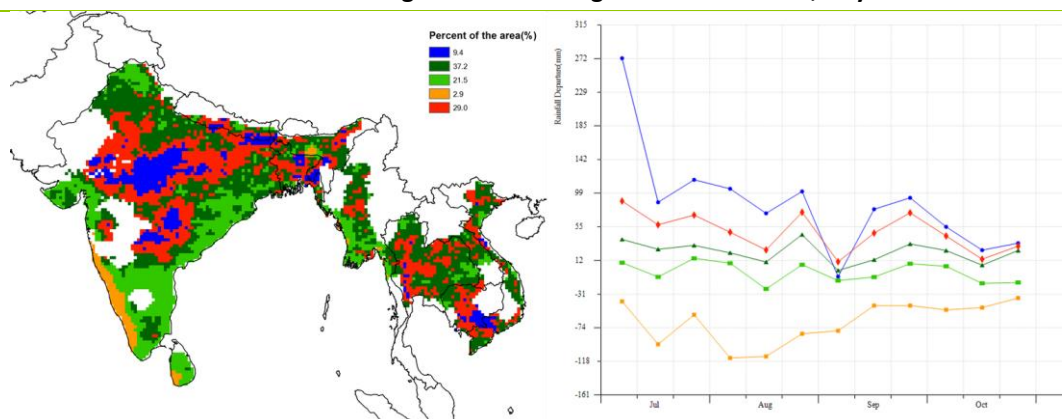 Percent of the area(%)
9.4
37.2
21.5
2.9
29.0
Rainfall Departure(mm)
315
272
229
185
142
99
55
12
-31
-74
-118
-161
Jul
Aug
Sep
Oct